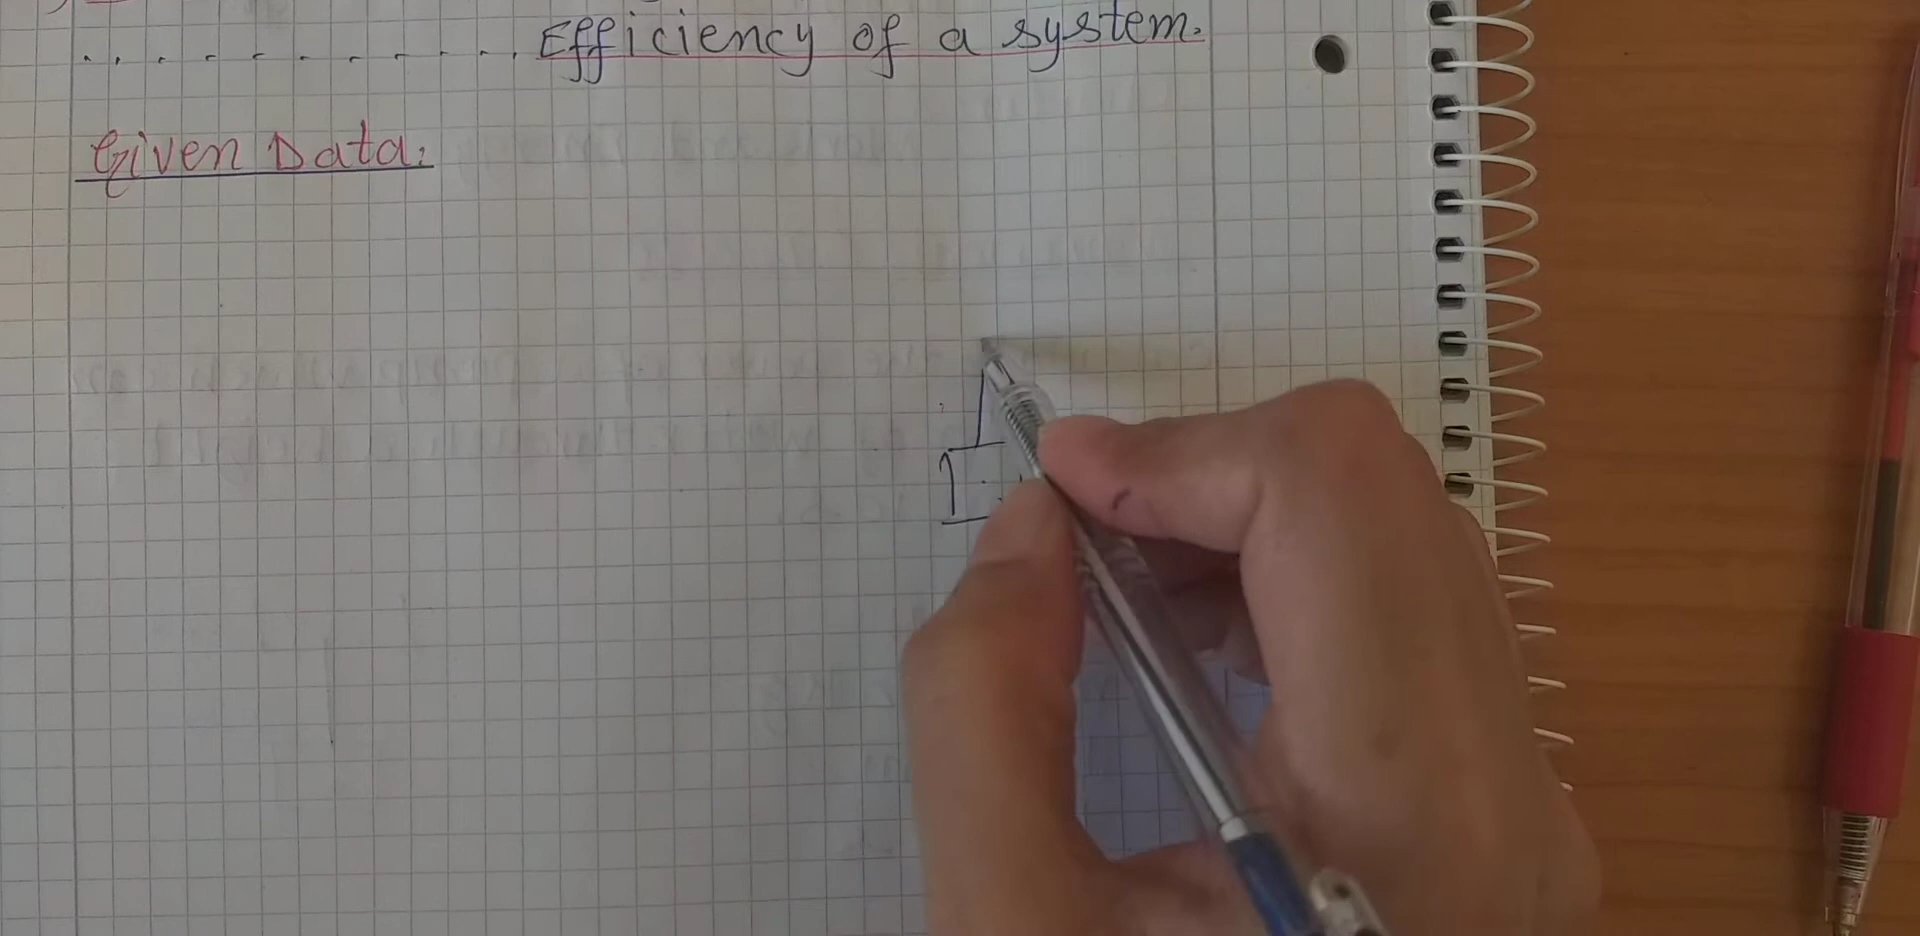 . . . . . . . . . . . Efficiency of a system.
Given Data: